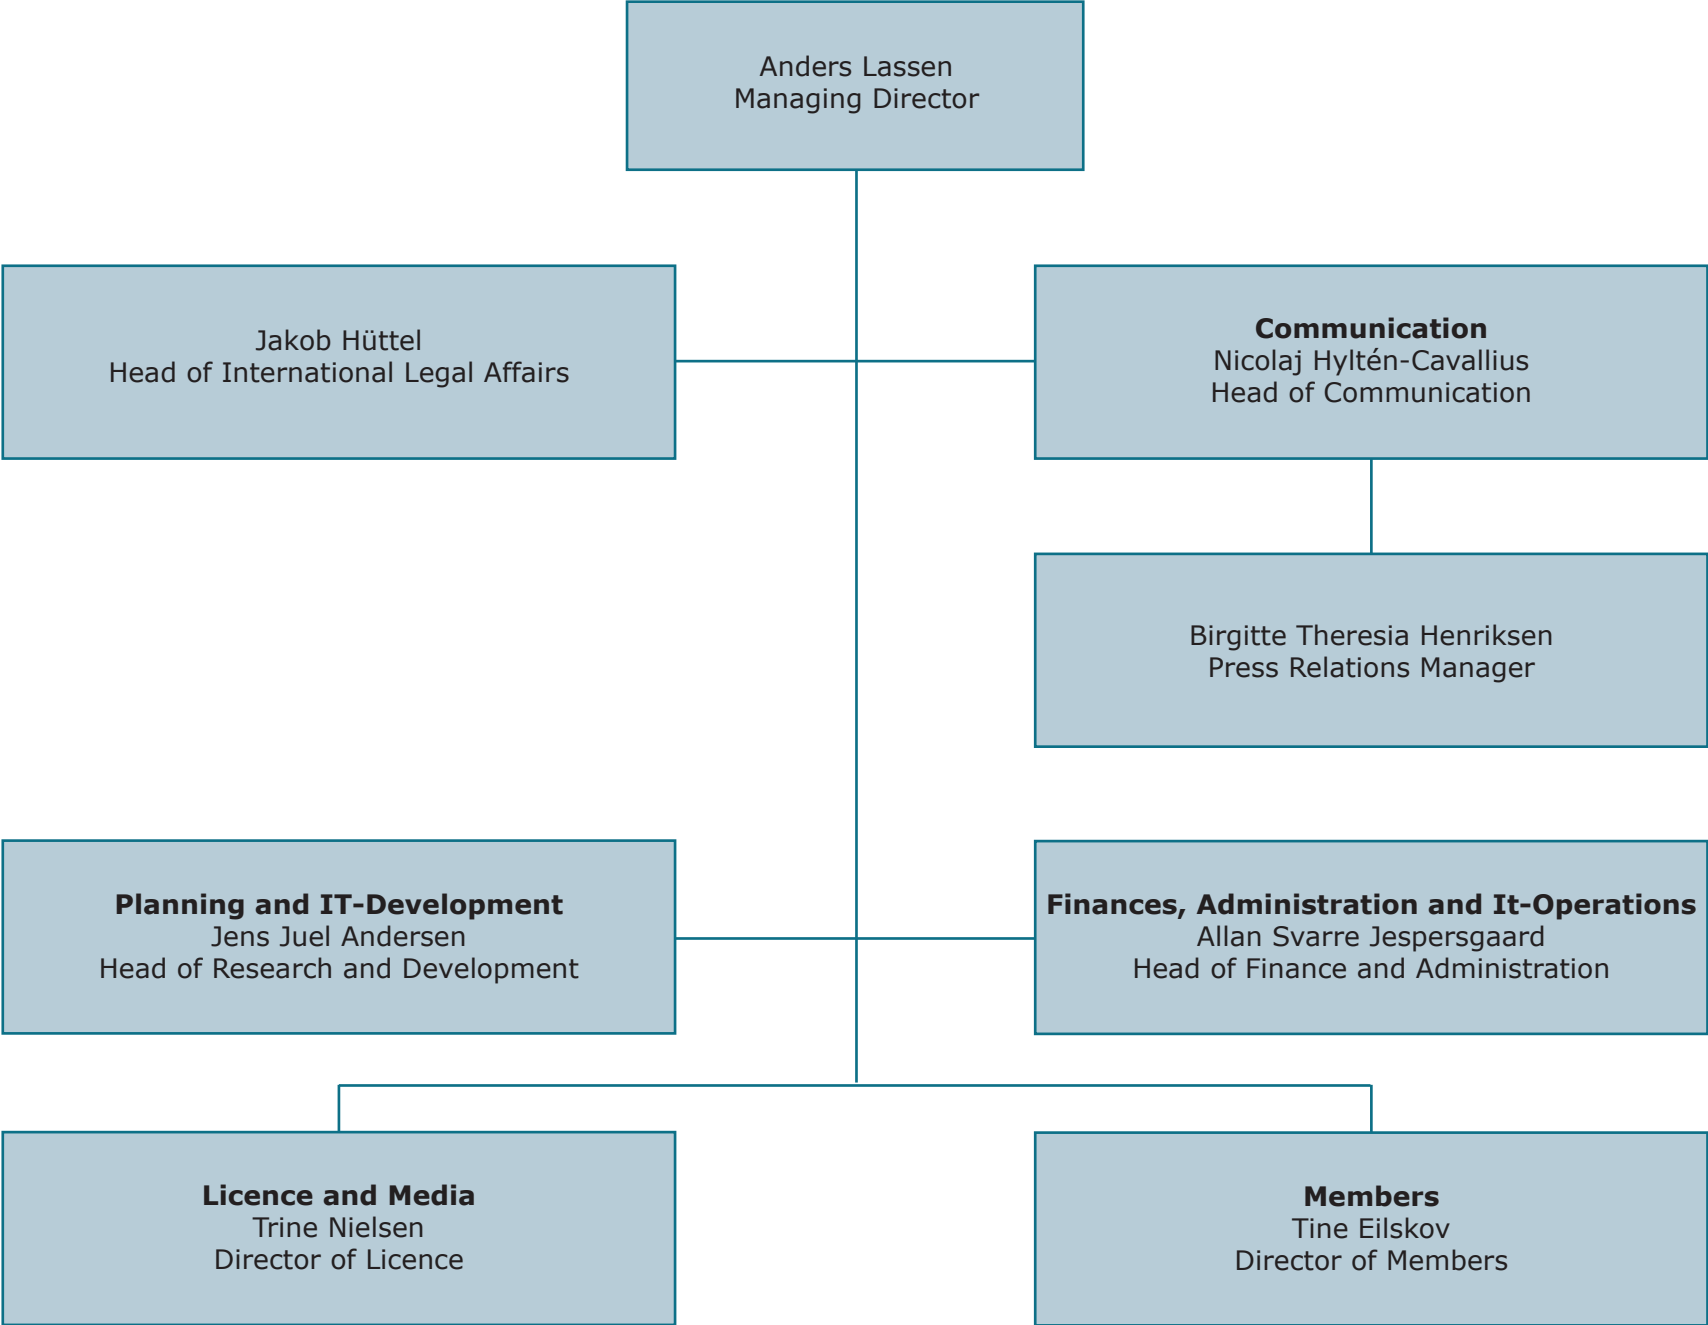 Anders Lassen
Managing Director
Jakob Hüttel
Head of International Legal Affairs
Communication
Nicolaj Hyltén-Cavallius
Head of Communication
Birgitte Theresia Henriksen
Press Relations Manager
Planning and IT-Development
Jens Juel Andersen
Head of Research and Development
Finances, Administration and It-Operations
Allan Svarre Jespersgaard
Head of Finance and Administration
Licence and Media
Trine Nielsen
Director of Licence
Members
Tine Eilskov
Director of Members